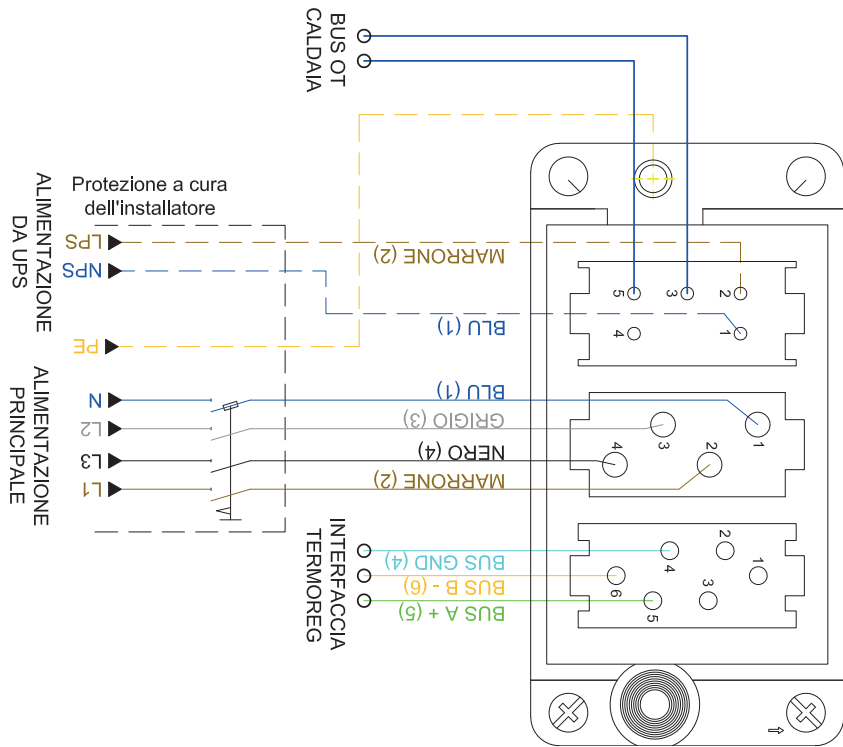 BUS OT
CALDAIA
Protezione a cura
dell'installatore
ALIMENTAZIONE
DA UPS
LPS
MARRONE (2)
NPS
BLU (1)
PE
5
3
2
4
1
ALIMENTAZIONE
PRINCIPALE
N
BLU (1)
L2
GRIGIO (3)
L3
NERO (4)
L1
MARRONE (2)
4
3
2
1
INTERFACCIA
TERMOREG
BUS GND (4)
BUS B - (6)
BUS A + (5)
4
2
1
6
5
3